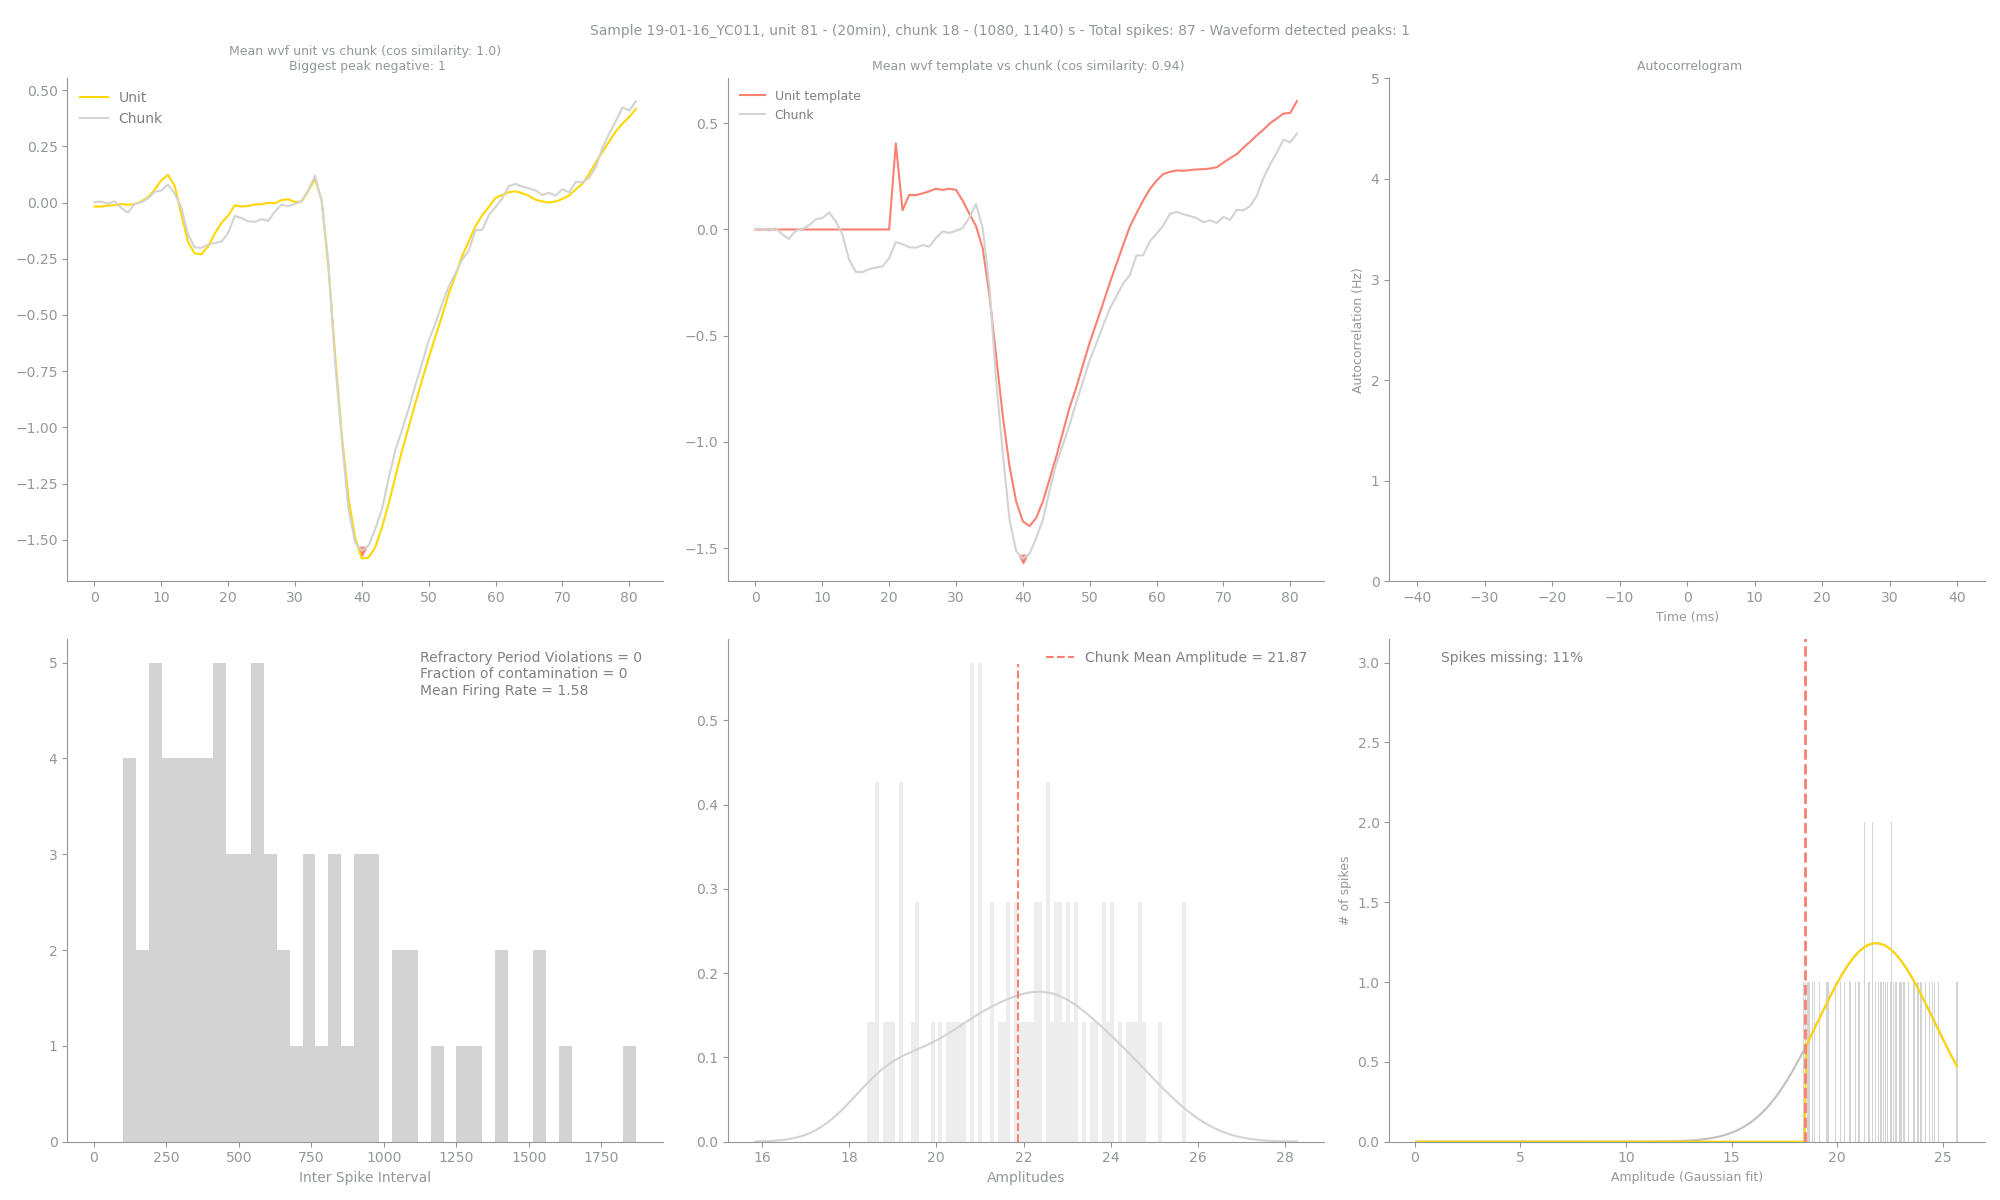 Sample 19-01-16_YC011, unit 81 - (20min), chunk 18 - (1080, 1140) s - Total spikes: 87 - Waveform detected peaks: 1
Mean wvf unit vs chunk (cos similarity: 1.0)
Biggest peak negative: 1
Unit
Chunk
0.50
0.25
0.00
−0.25
−0.50
−0.75
−1.00
−1.25
−1.50
0 10 20 30 40 50 60 70 80
Mean wvf template vs chunk (cos similarity: 0.94)
Unit template
Chunk
0.5
0.0
−0.5
−1.0
−1.5
0 10 20 30 40 50 60 70 80
Autocorrelogram
Autocorrelation (Hz)
5
4
3
2
1
0
−40 −30 −20 −10 0 10 20 30 40
Time (ms)
Refractory Period Violations = 0
Fraction of contamination = 0
Mean Firing Rate = 1.58
5
4
3
2
1
0
0 250 500 750 1000 1250 1500 1750
Inter Spike Interval
Chunk Mean Amplitude = 21.87
0.5
0.4
0.3
0.2
0.1
0.0
16 18 20 22 24 26 28
Amplitudes
Spikes missing: 11%
# of spikes
3.0
2.5
2.0
1.5
1.0
0.5
0.0
0 5 10 15 20 25
Amplitude (Gaussian fit)